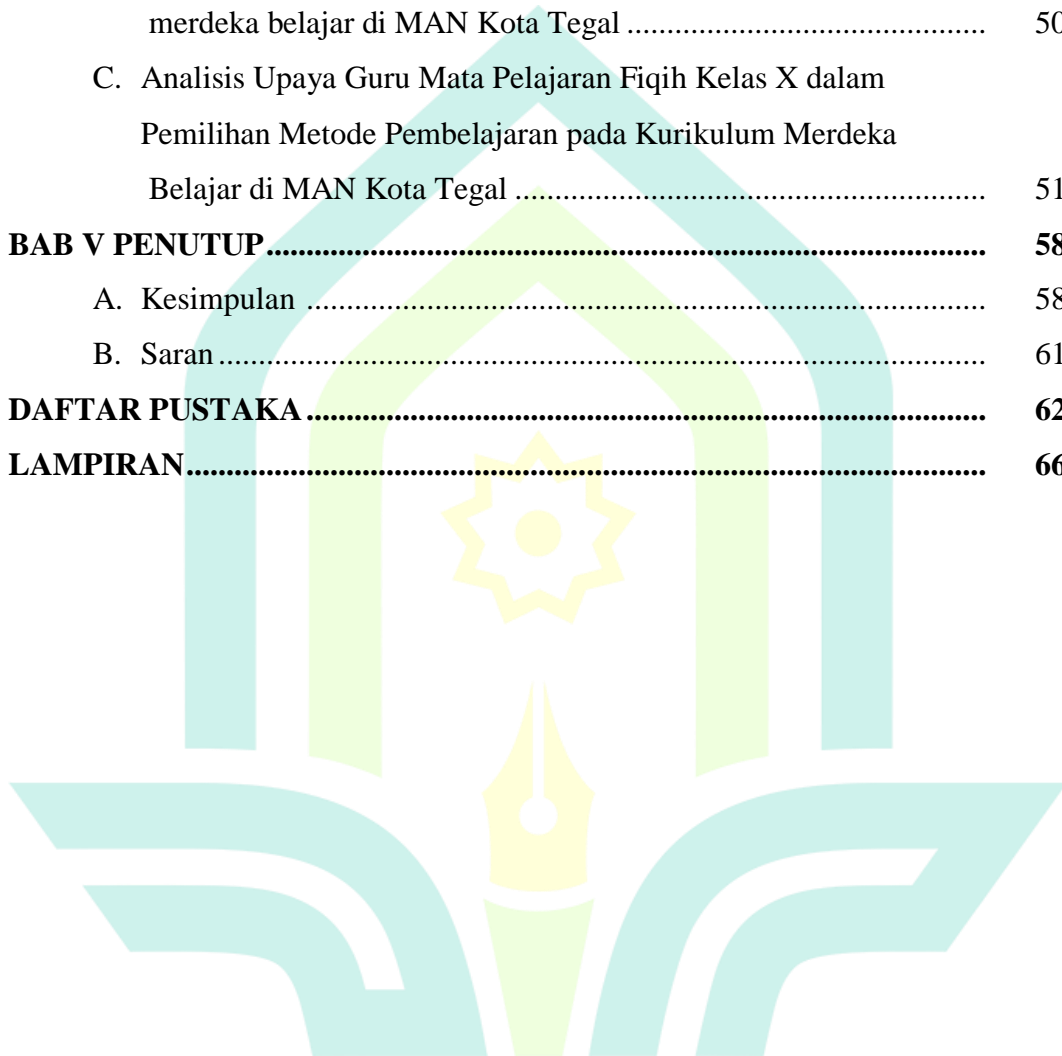 merdeka belajar di MAN Kota Tegal ............................................. 50
C. Analisis Upaya Guru Mata Pelajaran Fiqih Kelas X dalam
Pemilihan Metode Pembelajaran pada Kurikulum Merdeka
Belajar di MAN Kota Tegal ........................................................... 51
BAB V PENUTUP .......................................................................................... 58
A. Kesimpulan ..................................................................................... 58
B. Saran ................................................................................................ 61
DAFTAR PUSTAKA ..................................................................................... 62
LAMPIRAN .................................................................................................... 66